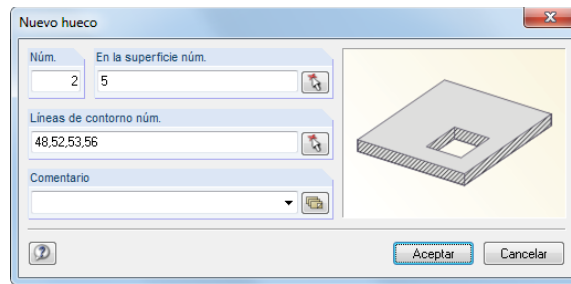 Nuevo hueco
Núm. En la superficie núm.
2 5
Líneas de contorno núm.
48,52,53,56
Comentario
Aceptar Cancelar